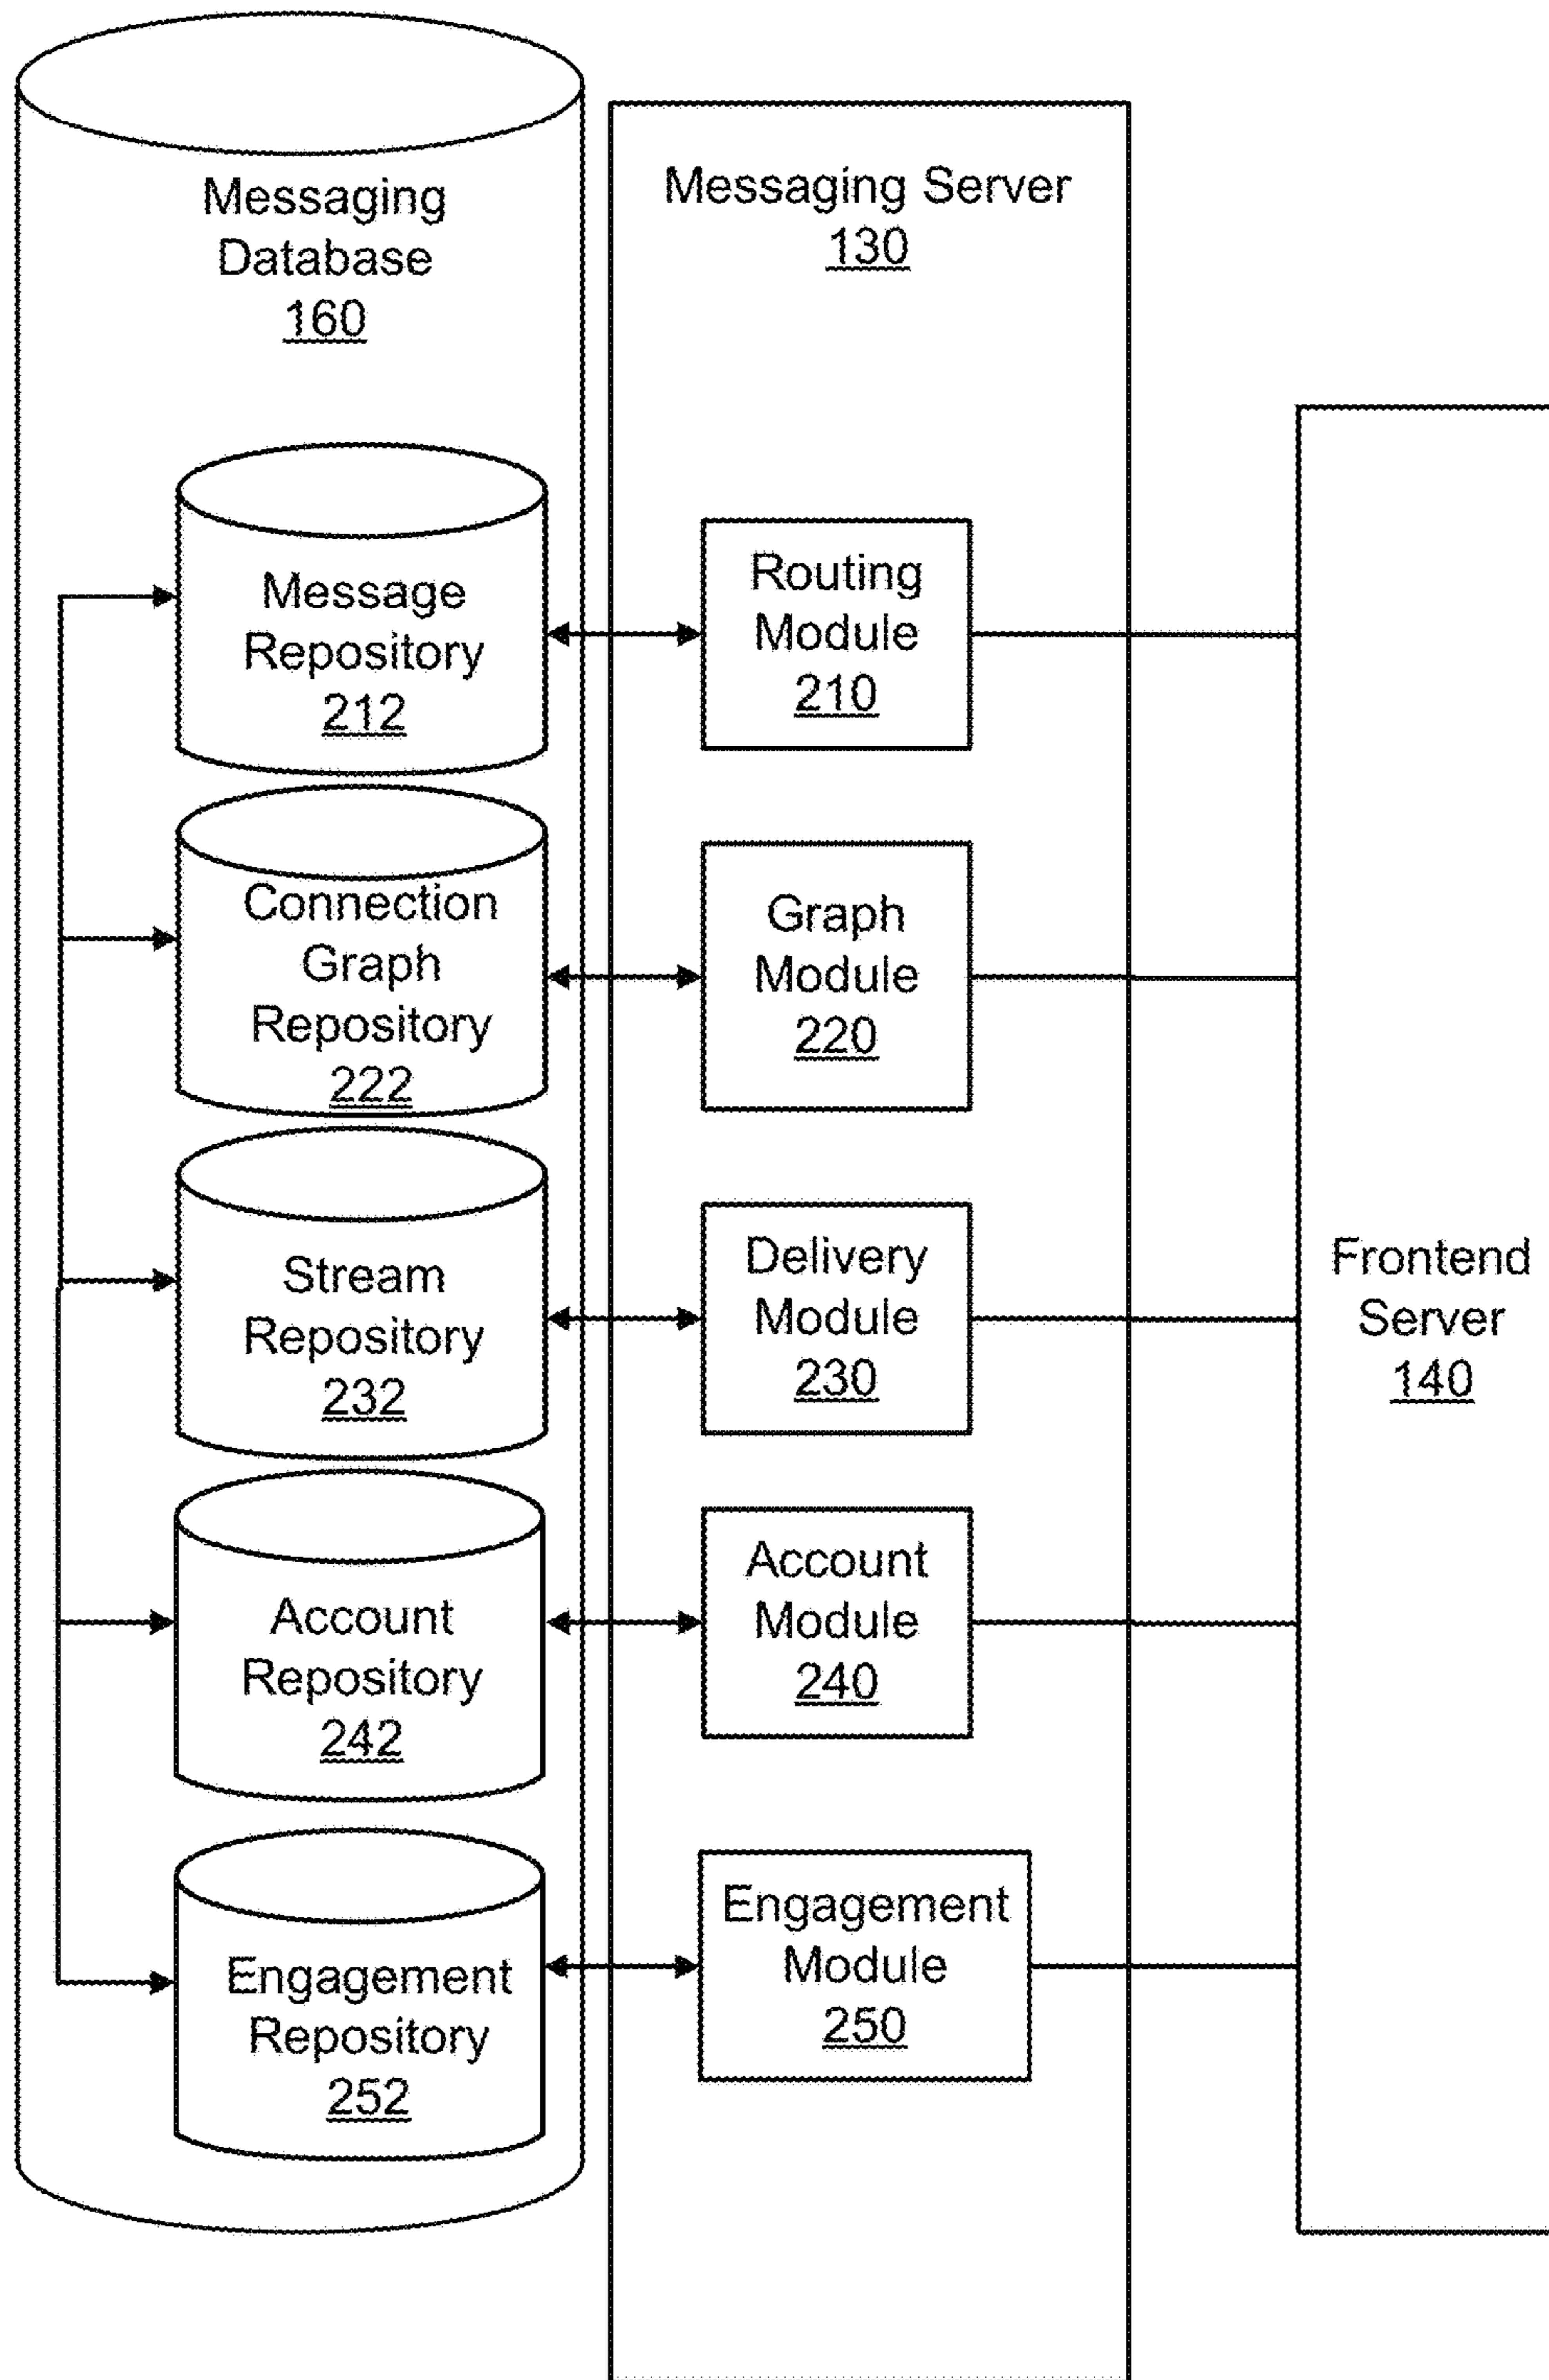 Messaging
Database
160
Messaging Server
130
Message
Repository
212
Routing
Module
210
Connection
Graph
Repository
222
Graph
Module
220
Stream
Repository
232
Delivery
Module
230
Frontend
Server
140
Account
Repository
242
Account
Module
240
Engagement
Repository
252
Engagement
Module
250